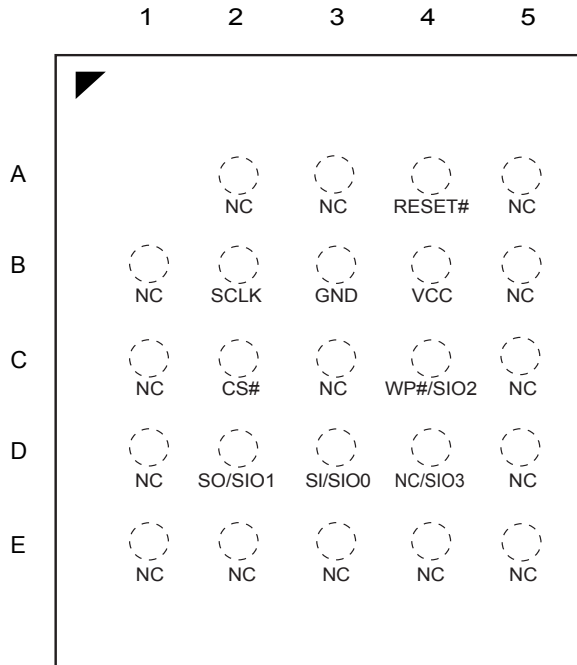 1 2 3 4 5
A
NC NC RESET# NC
B
NC SCLK GND VCC NC
C
NC CS# NC WP#/SIO2 NC
D
NC SO/SIO1 SI/SIO0 NC/SIO3 NC
E
NC NC NC NC NC